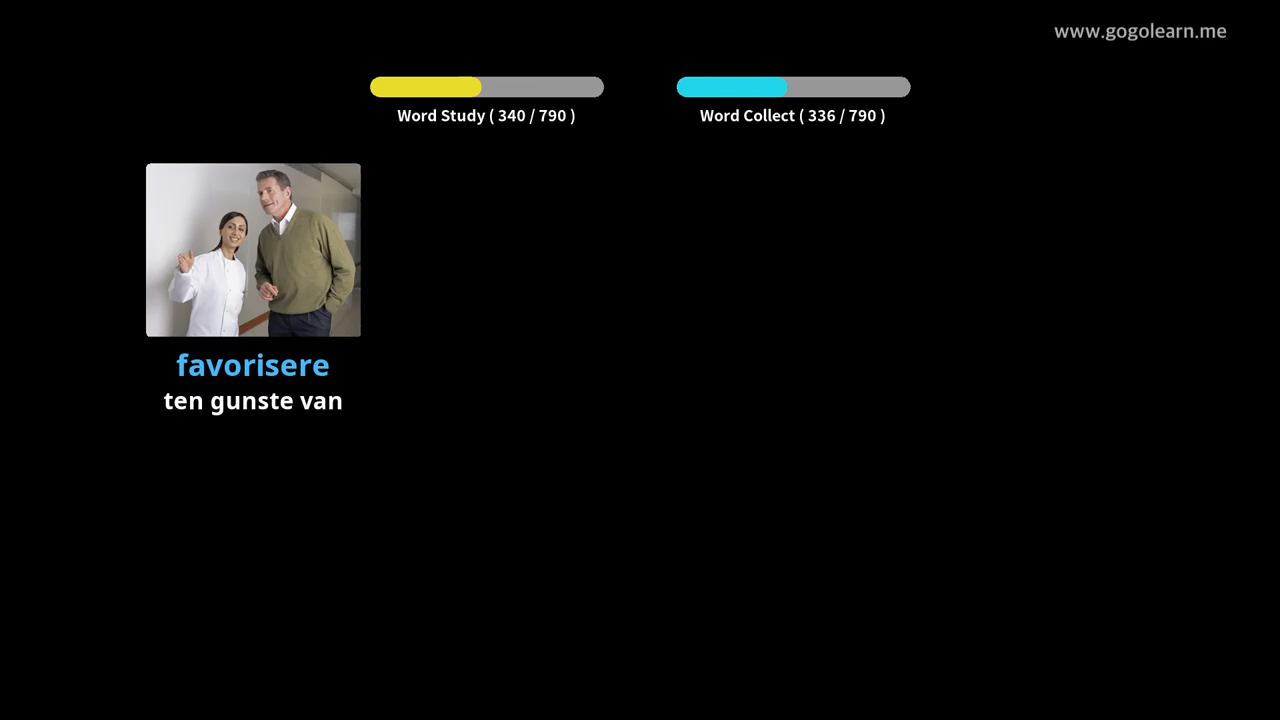 www.gogolearn.me
Word Study ( 340 / 790 )
Word Collect ( 336 / 790 )
favorisere
ten gunste van